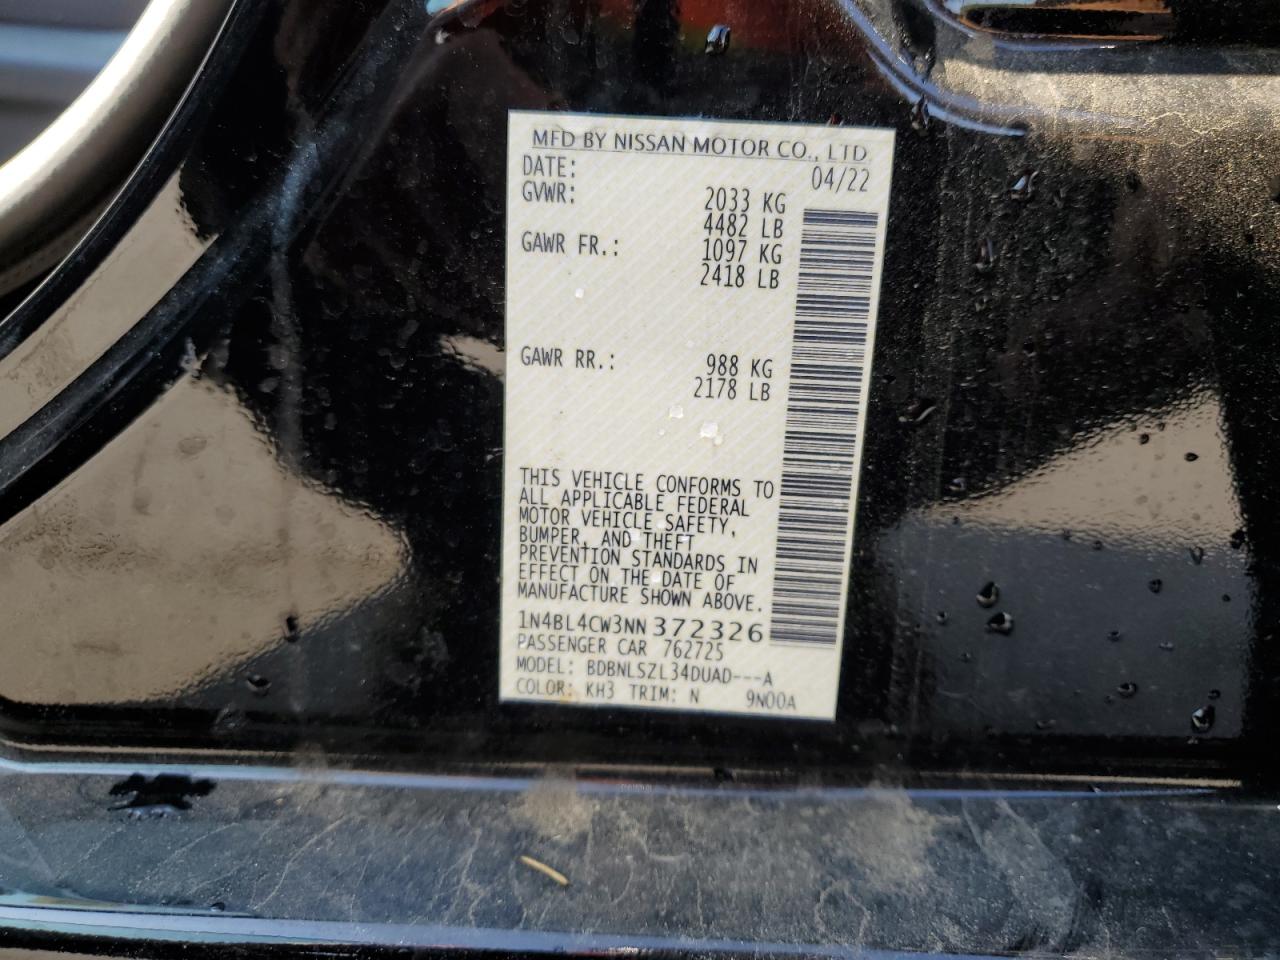 MFD BY NISSAN MOTOR CO., LTD.
DATE: 04/22
GVWR: 2033 KG
4482 LB
GAWR FR.: 1097 KG
2418 LB
GAWR RR.: 988 KG
2178 LB
THIS VEHICLE CONFORMS TO
ALL APPLICABLE FEDERAL
MOTOR VEHICLE SAFETY,
BUMPER, AND THEFT
PREVENTION STANDARDS IN
EFFECT ON THE DATE OF
MANUFACTURE SHOWN ABOVE.
1N4BL4CW3NN372326
PASSENGER CAR 762725
MODEL: BDBNLSZL34DUAD---A
COLOR: KH3 TRIM: N 9N00A